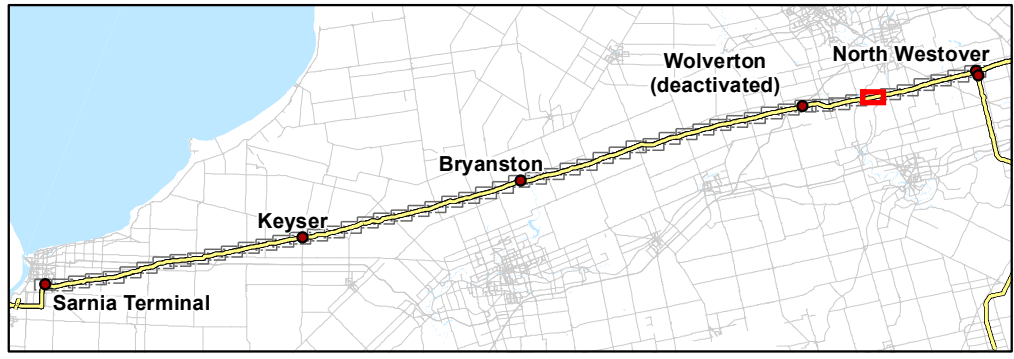 Wolverton
(deactivated)
North Westover
Bryanston
Keyser
Sarnia Terminal